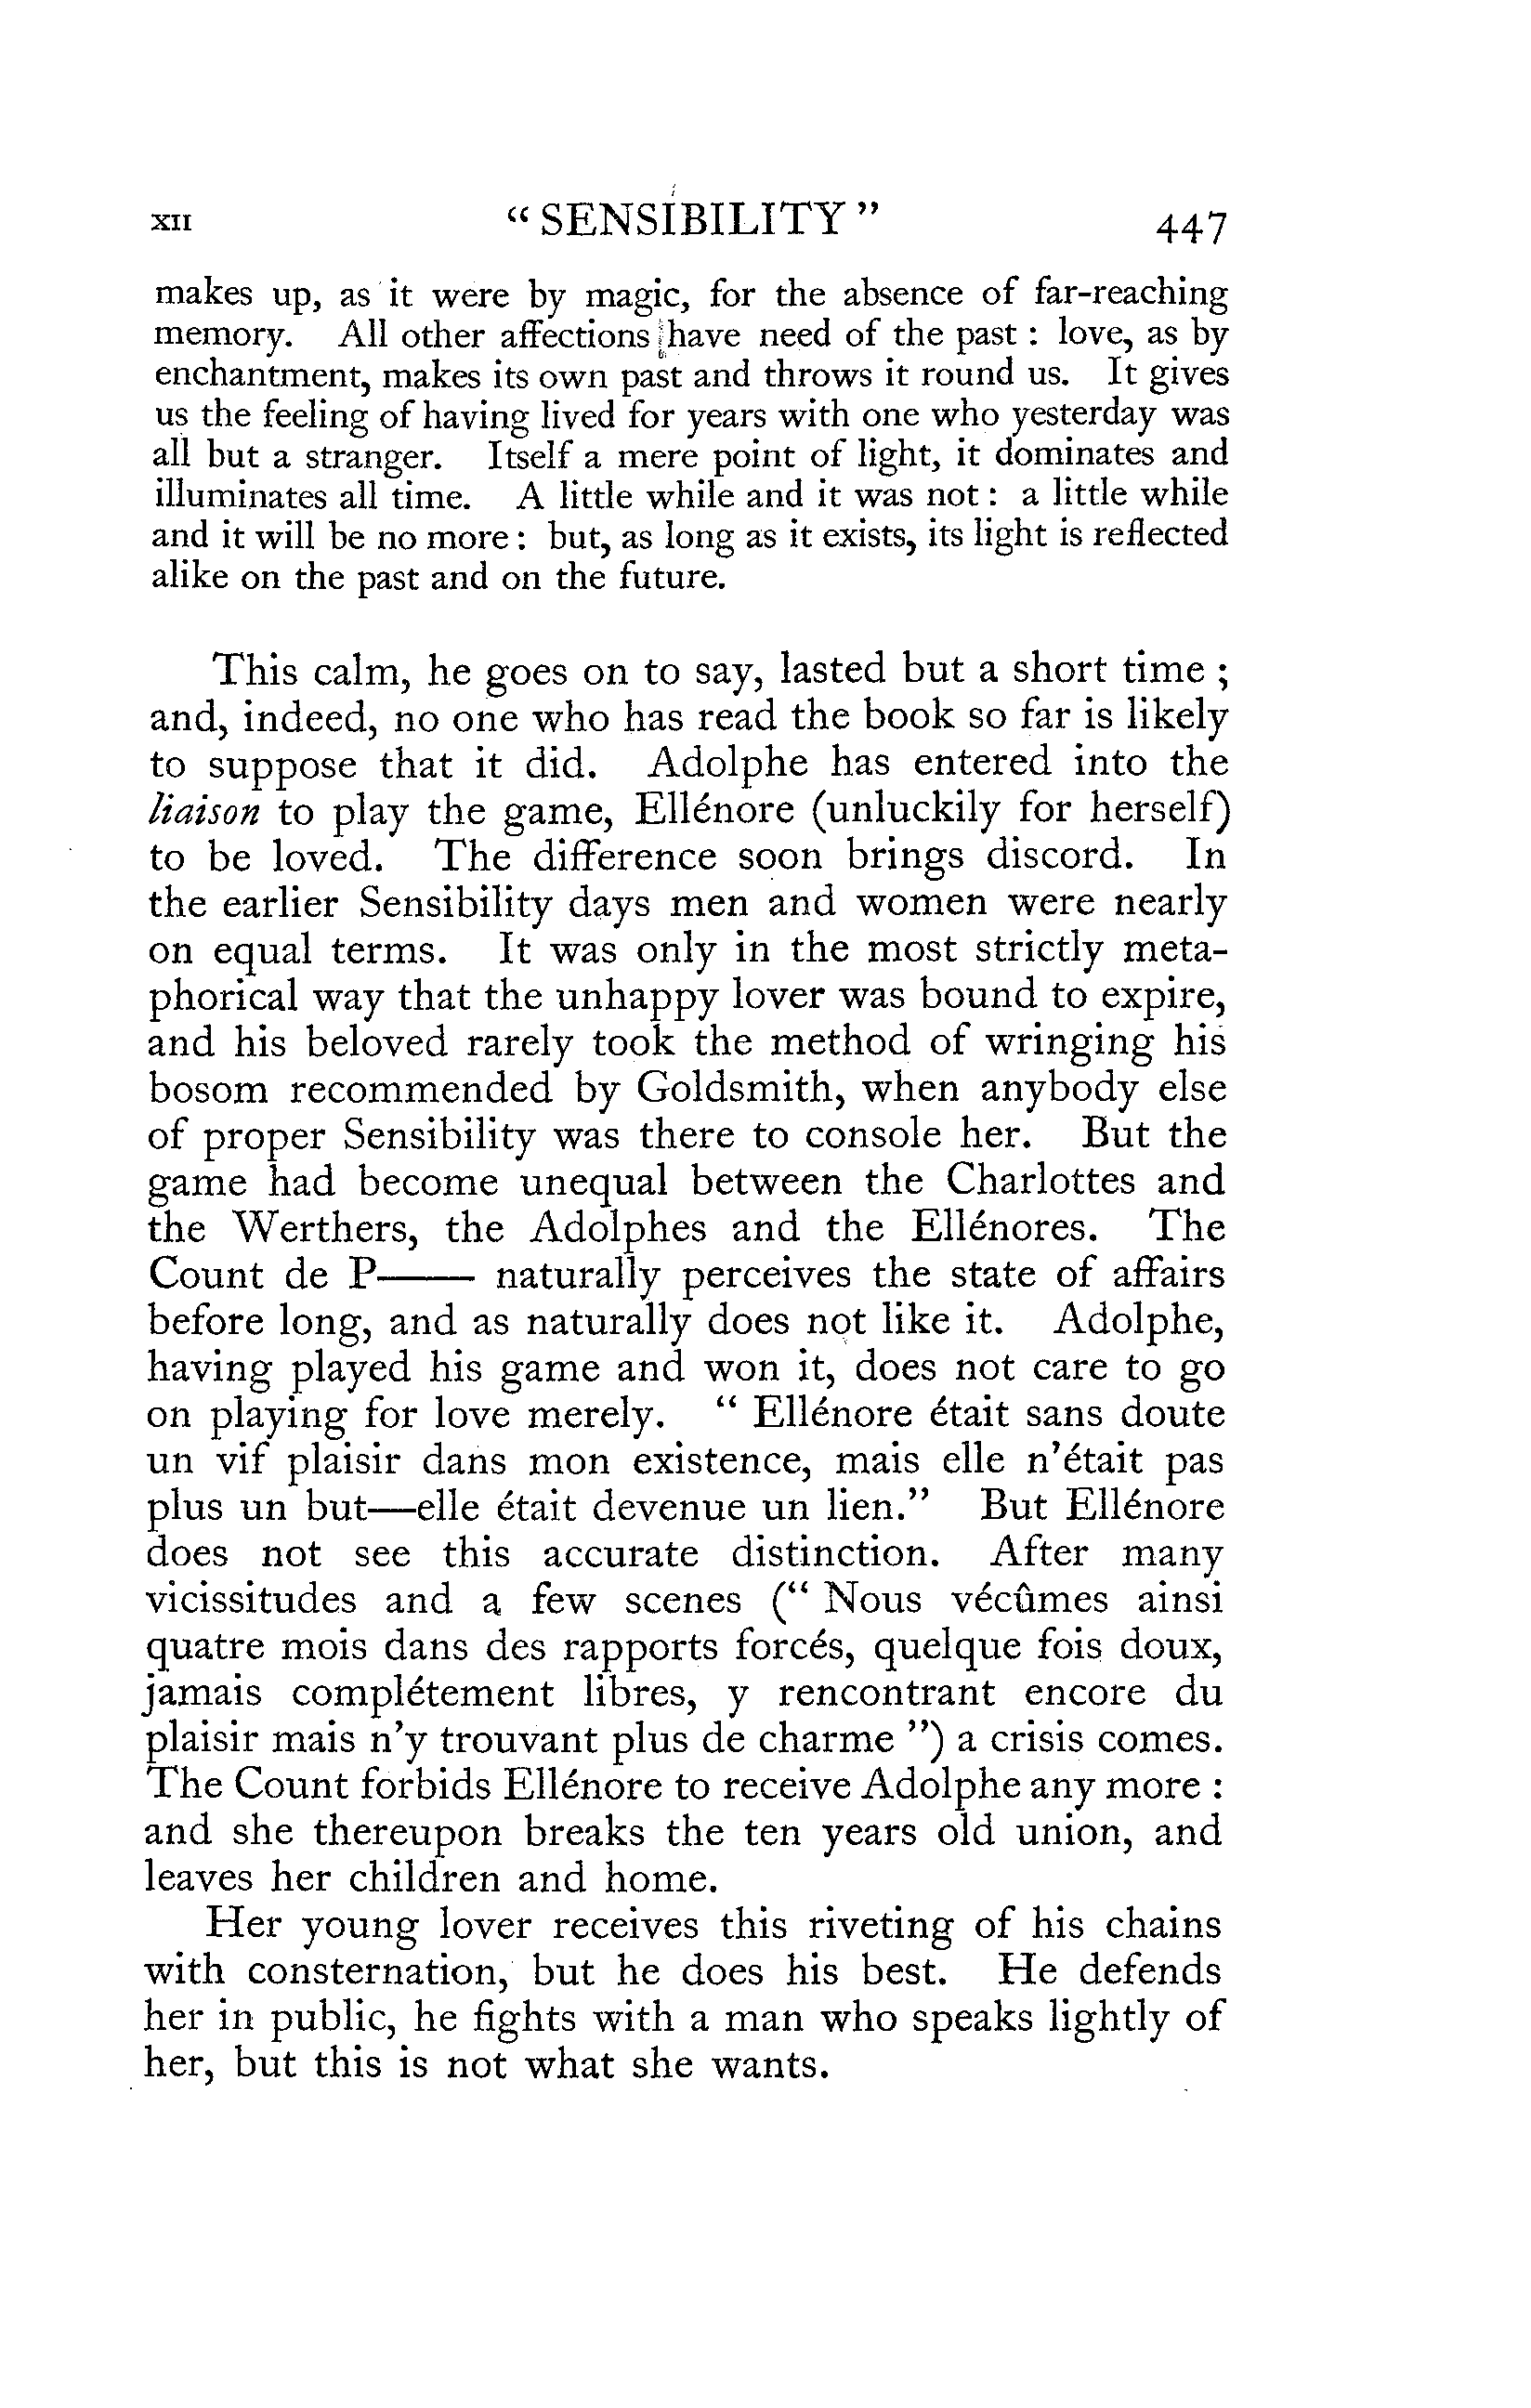 XII “ SENSIBILITY ” 447
makes up, as it were by magic, for the absence of far-reaching
memory. All other affections have need of the past : love, as by
enchantment, makes its own past and throws it round us. It gives
us the feeling of having lived for years with one who yesterday was
all but a stranger. Itself a mere point of light, it dominates and
illuminates all time. A little while and it was not : a little while
and it will be no more : but, as long as it exists, its light is reflected
alike on the past and on the future.
This calm, he goes on to say, lasted but a short time ;
and, indeed, no one who has read the book so far is likely
to suppose that it did. Adolphe has entered into the
liaison to play the game, Ellénore (unluckily for herself)
to be loved. The difference soon brings discord. In
the earlier Sensibility days men and women were nearly
on equal terms. It was only in the most strictly meta-
phorical way that the unhappy lover was bound to expire,
and his beloved rarely took the method of wringing his
bosom recommended by Goldsmith, when anybody else
of proper Sensibility was there to console her. But the
game had become unequal between the Charlottes and
the Werthers, the Adolphes and the Ellénores. The
Count de P—— naturally perceives the state of affairs
before long, and as naturally does not like it. Adolphe,
having played his game and won it, does not care to go
on playing for love merely. “ Ellénore était sans doute
un vif plaisir dans mon existence, mais elle n’était pas
plus un but—elle était devenue un lien.” But Ellénore
does not see this accurate distinction. After many
vicissitudes and a few scenes (“ Nous vécûmes ainsi
quatre mois dans des rapports forcés, quelque fois doux,
jamais complétement libres, y rencontrant encore du
plaisir mais n’y trouvant plus de charme ”) a crisis comes.
The Count forbids Ellénore to receive Adolphe any more :
and she thereupon breaks the ten years old union, and
leaves her children and home.
Her young lover receives this riveting of his chains
with consternation, but he does his best. He defends
her in public, he fights with a man who speaks lightly of
her, but this is not what she wants.